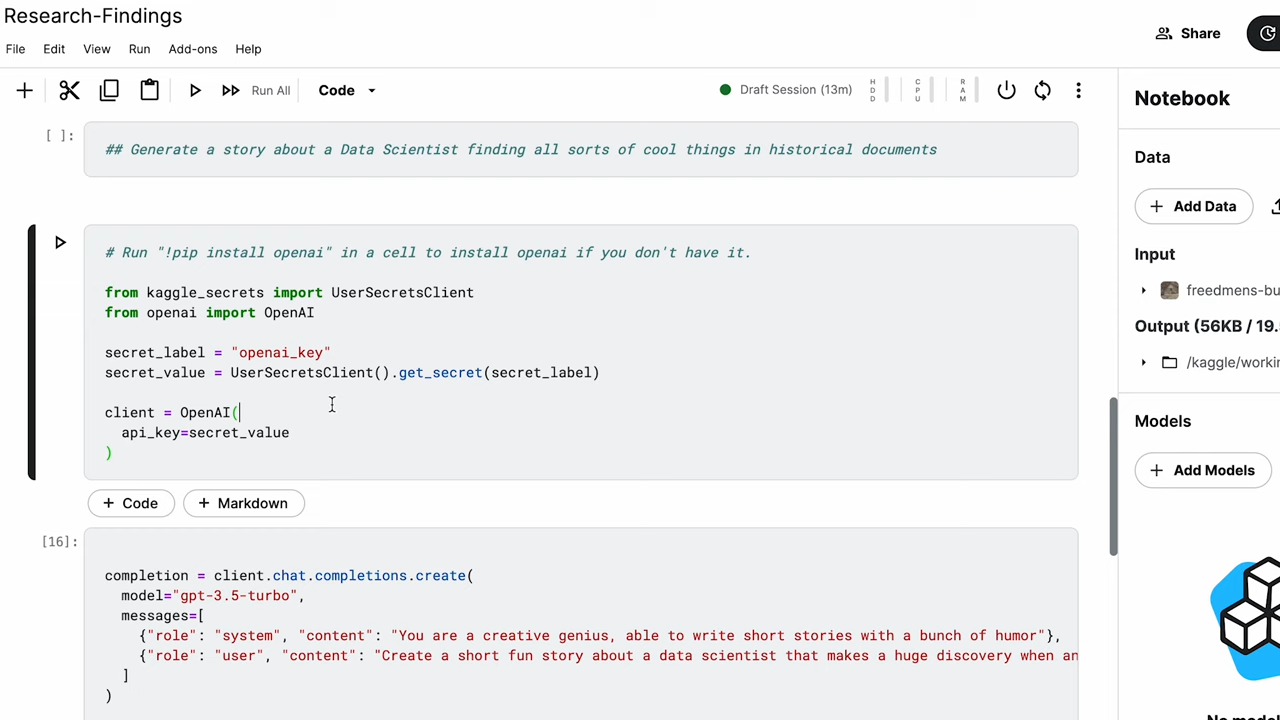 Research-Findings
File Edit View Run Add-ons Help
Share
Run All Code
Draft Session (13m) HDD CPU RAM
Notebook
[ ]:
## Generate a story about a Data Scientist finding all sorts of cool things in historical documents
Data
Add Data
# Run "!pip install openai" in a cell to install openai if you don't have it.
Input
from kaggle_secrets import UserSecretsClient
freedmens-bu
from openai import OpenAI
Output (56KB / 19.
secret_label = "openai_key"
/kaggle/workin
secret_value = UserSecretsClient().get_secret(secret_label)
client = OpenAI(
Models
api_key=secret_value
)
Add Models
+ Code + Markdown
[16]:
completion = client.chat.completions.create(
model="gpt-3.5-turbo",
messages=[
{"role": "system", "content": "You are a creative genius, able to write short stories with a bunch of humor"},
{"role": "user", "content": "Create a short fun story about a data scientist that makes a huge discovery when an
]
)